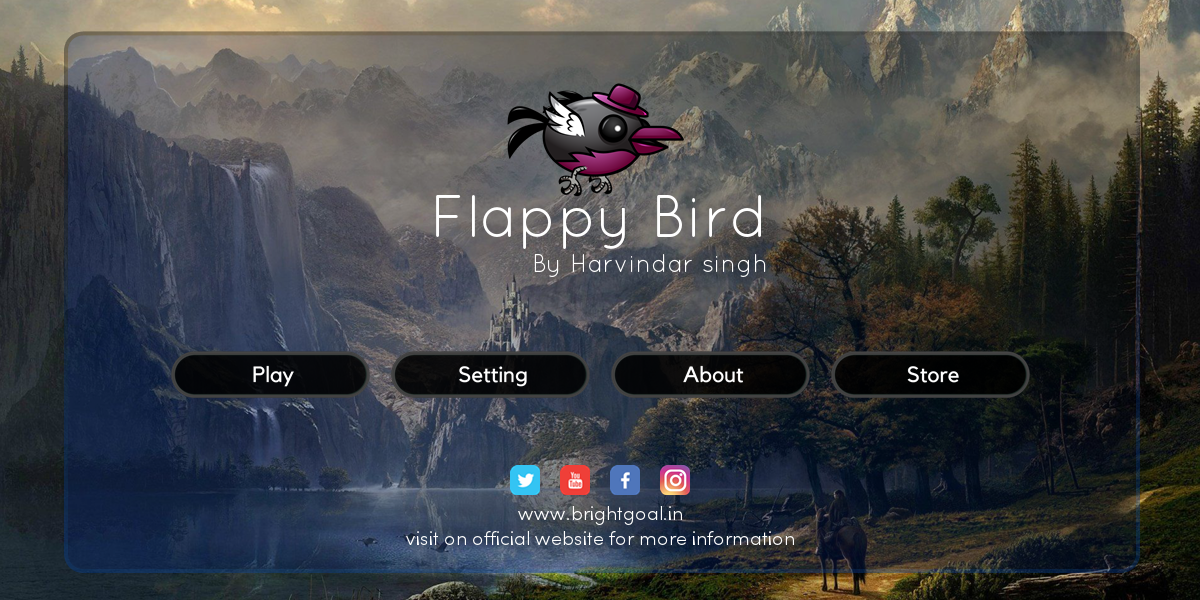 Flappy Bird
By Harvindar singh
Play Setting About Store
You Tube
www.brightgoal.in
visit on official website for more information